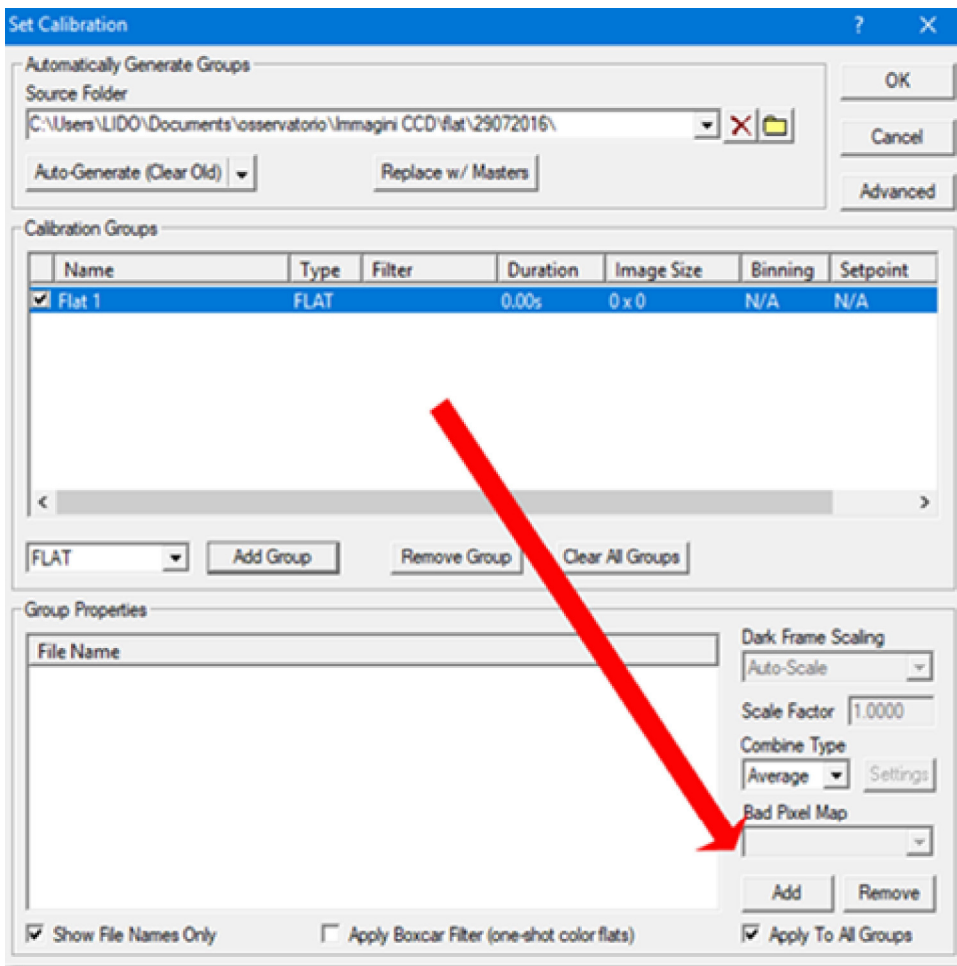 Set Calibration ? X
Automatically Generate Groups
Source Folder
OK
C:\Users\LIDO\Documents\osservatorio\Immagini CCD\flat\29072016\
Cancel
Auto-Generate (Clear Old)
Replace w/ Masters
Advanced
Calibration Groups
Name Type Filter Duration Image Size Binning Setpoint
Flat 1 FLAT 0.00s 0 x 0 N/A N/A
FLAT
Add Group
Remove Group
Clear All Groups
Group Properties
File Name
Dark Frame Scaling
Auto-Scale
Scale Factor 1.0000
Combine Type
Average Settings
Bad Pixel Map
Add Remove
Show File Names Only
Apply Boxcar Filter (one-shot color flats)
Apply To All Groups